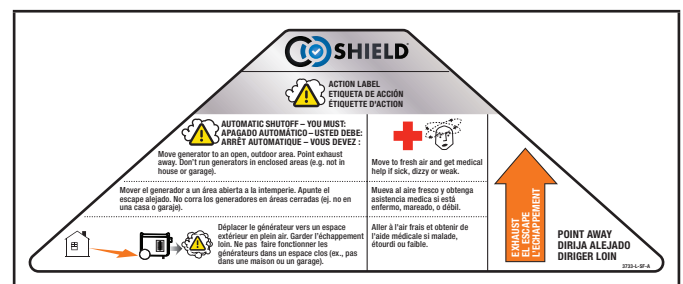 CO SHIELD®
ACTION LABEL
ETIQUETA DE ACCIÓN
ÉTIQUETTE D'ACTION
AUTOMATIC SHUTOFF – YOU MUST:
APAGADO AUTOMÁTICO – USTED DEBE:
ARRÊT AUTOMATIQUE – VOUS DEVEZ :
Move generator to an open, outdoor area. Point exhaust
away. Don't run generators in enclosed areas (e.g. not in
house or garage).
Move to fresh air and get medical
help if sick, dizzy or weak.
Mover el generador a un área abierta a la intemperie. Apunte el
escape alejado. No corra los generadores en áreas cerradas (ej. no en
una casa o garaje).
Mueva al aire fresco y obtenga
asistencia medica si está
enfermo, mareado, o débil.
Déplacer le générateur vers un espace
extérieur en plein air. Garder l'échappement
loin. Ne pas faire fonctionner les
générateurs dans un espace clos (ex., pas
dans une maison ou un garage).
Aller à l'air frais et obtenir de
l'aide médicale si malade,
étourdi ou faible.
EXHAUST
EL ESCAPE
L'ECHAPPEMENT
POINT AWAY
DIRIJA ALEJADO
DIRIGER LOIN
3733-L-SF-A